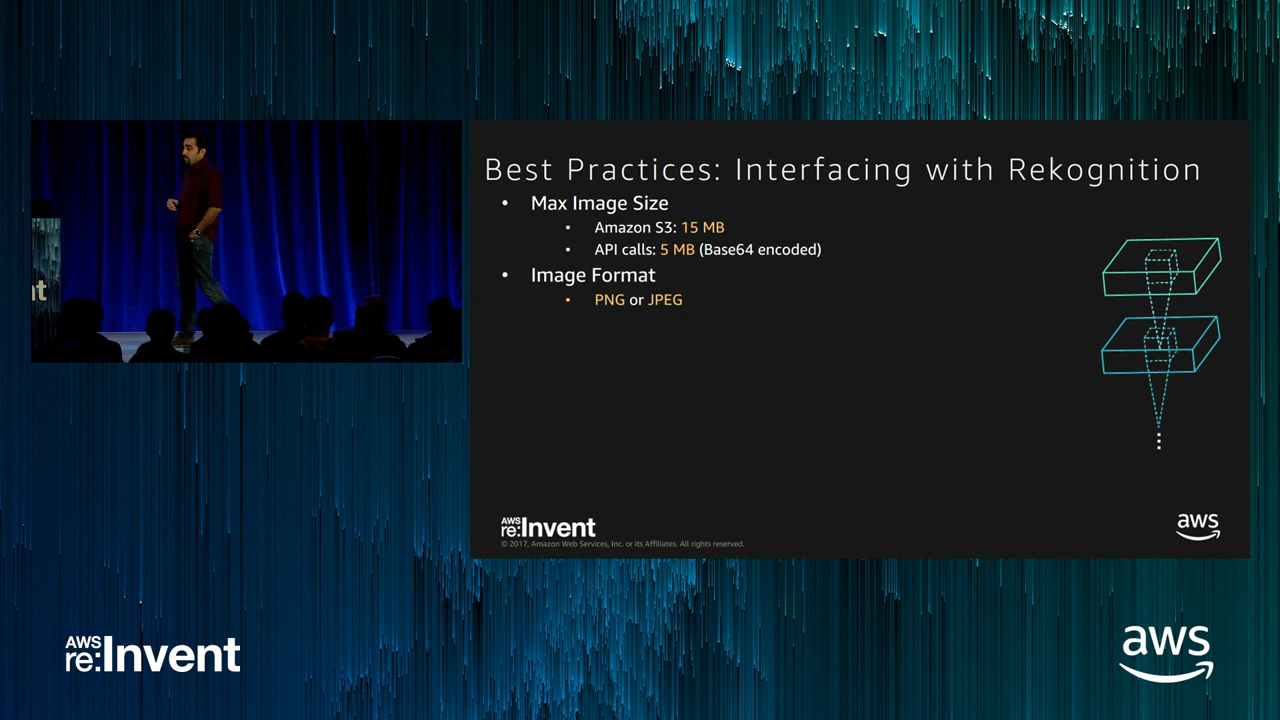 Best Practices: Interfacing with Rekognition
• Max Image Size
• Amazon S3: 15 MB
• API calls: 5 MB (Base64 encoded)
• Image Format
• PNG or JPEG
nt
AWS
re:Invent
© 2017, Amazon Web Services, Inc. or its Affiliates. All rights reserved.
aws
AWS
re:Invent
aws